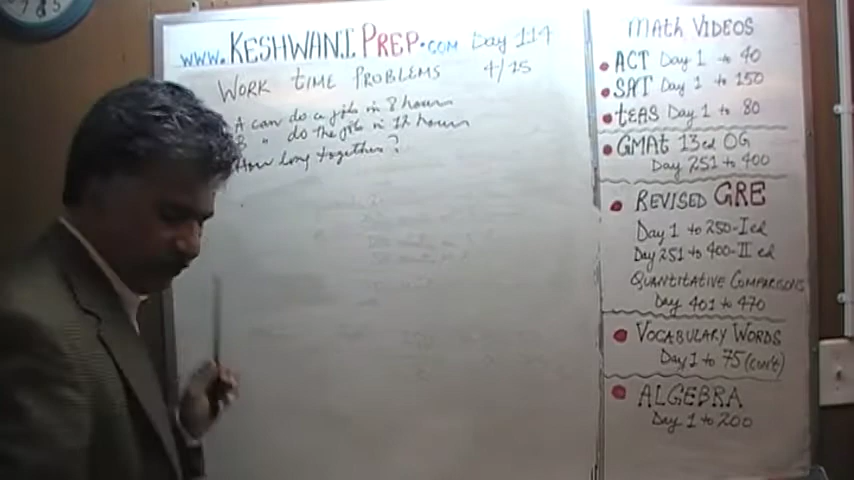 www.KESHWANI PREP.COM Day 114
WORK TIME PROBLEMS 4/15
A can do a job in 8 hours
B " do the job in 12 hours
How long together?
MATH VIDEOS
ACT Day 1 to 40
SAT Day 1 to 150
tEAS Day 1 to 80
GMAt 13 ed OG
Day 251 to 400
REVISED GRE
Day 1 to 250-I ed
Day 251 to 400-II ed
QUANTITATIVE COMPARISONS
Day 401 to 470
VOCABULARY WORDS
Day 1 to 75 (con't)
ALGEBRA
Day 1 to 200